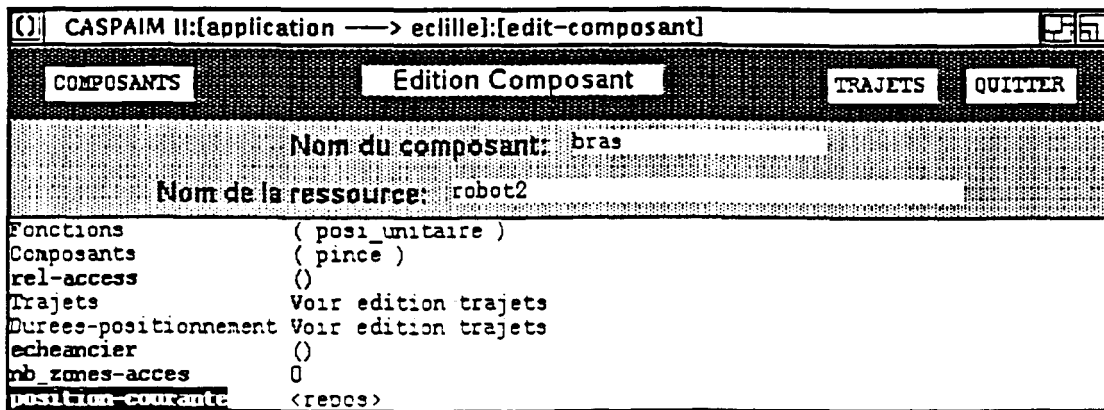 CASPAIM II:[application ---> eclille]:[edit-composant]
COMPOSANTS Edition Composant TRAJETS QUITTER
Nom du composant: bras
Nom de la ressource: robot2
Fonctions ( posi_unitaire )
Composants ( pince )
rel-access ()
Trajets Voir edition trajets
Durees-positionnement Voir edition trajets
echeancier ()
nb_zones-acces 0
position-courante <repos>